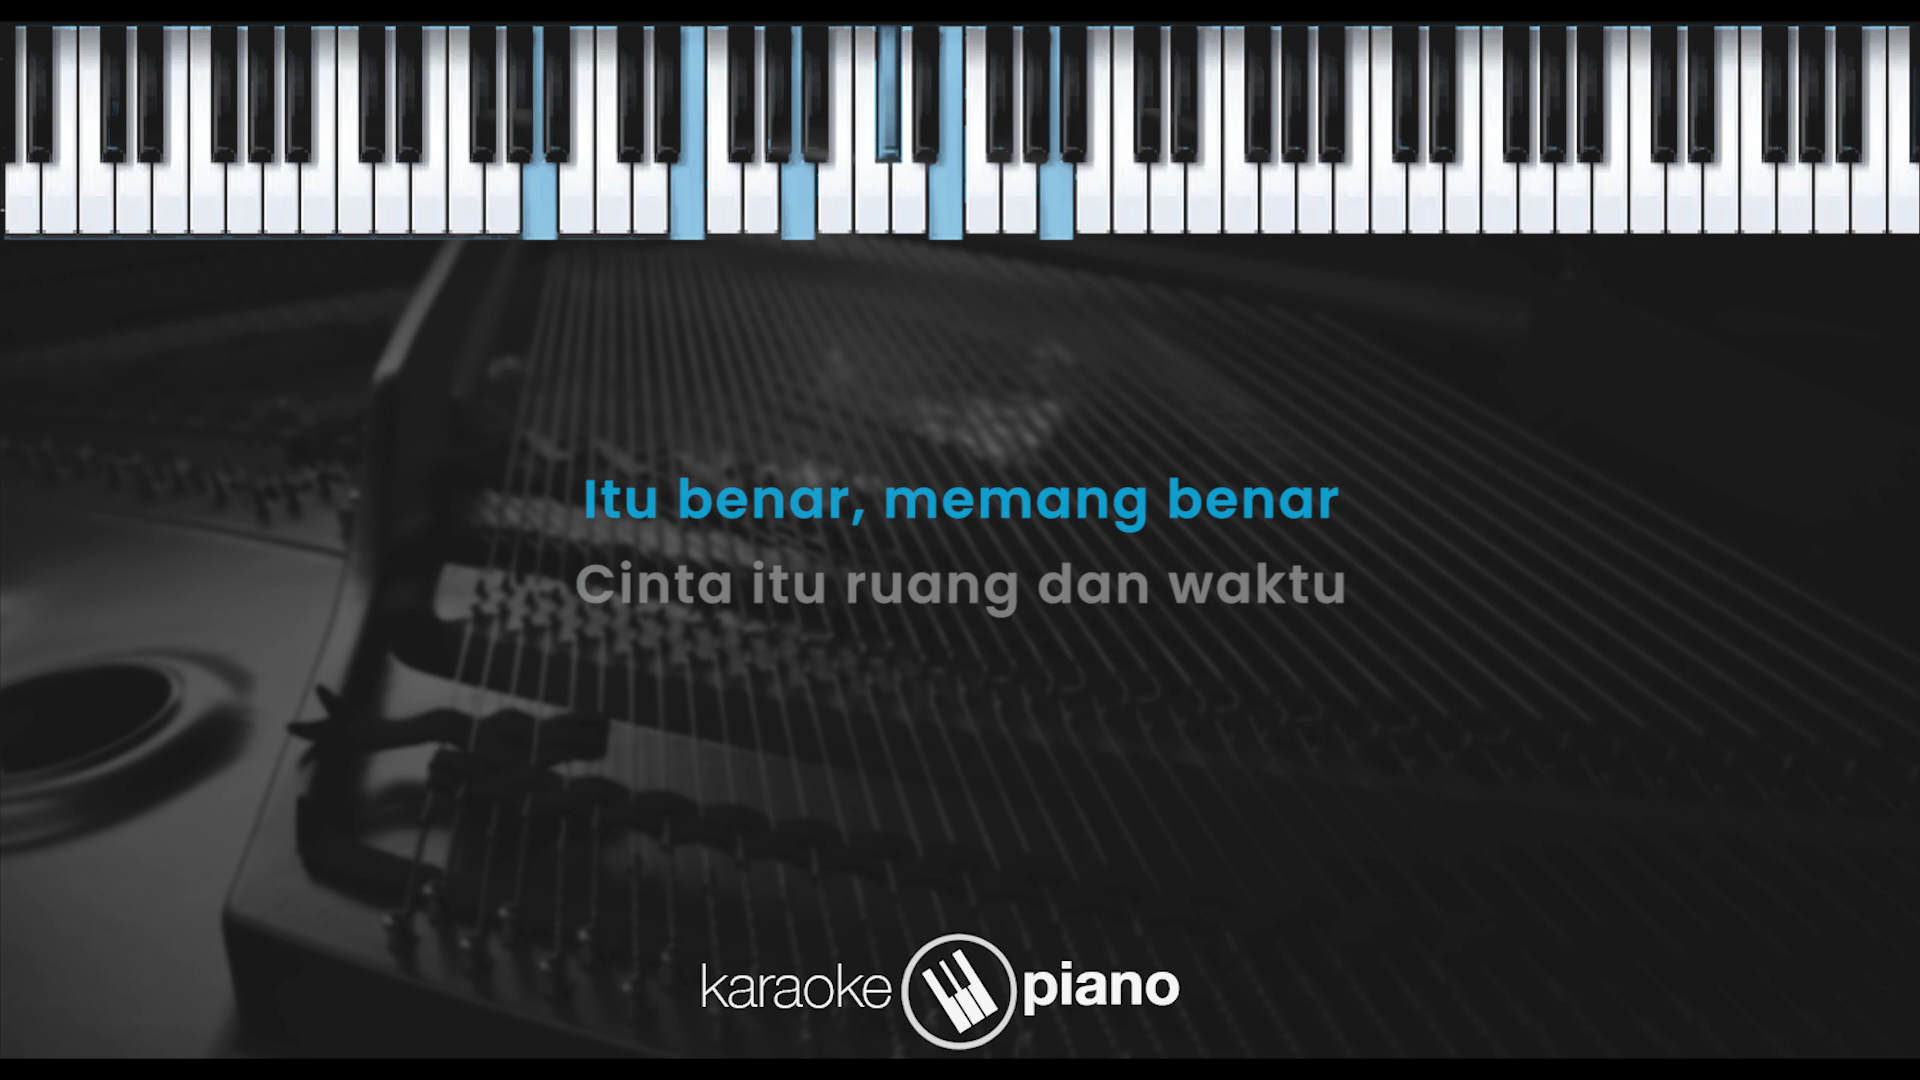 Itu benar, memang benar
Cinta itu ruang dan waktu
karaoke piano